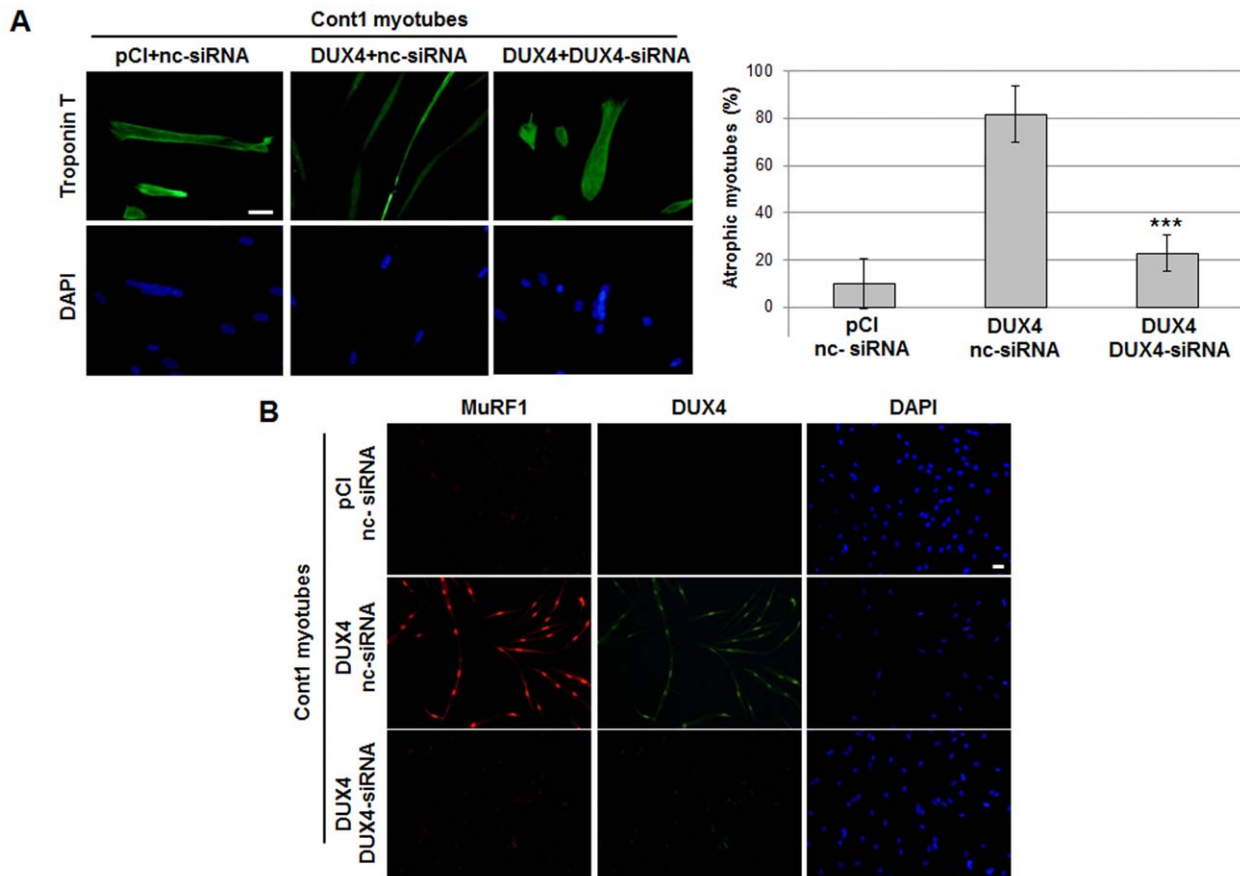 A
Cont1 myotubes
pCI+nc-siRNA DUX4+nc-siRNA DUX4+DUX4-siRNA
Troponin T
DAPI
Atrophic myotubes (%)
100
80
60
40
20
0
***
pCI DUX4 DUX4
nc- siRNA nc-siRNA DUX4-siRNA
B
MuRF1 DUX4 DAPI
Cont1 myotubes
pCI
nc- siRNA
DUX4
nc-siRNA
DUX4
DUX4-siRNA